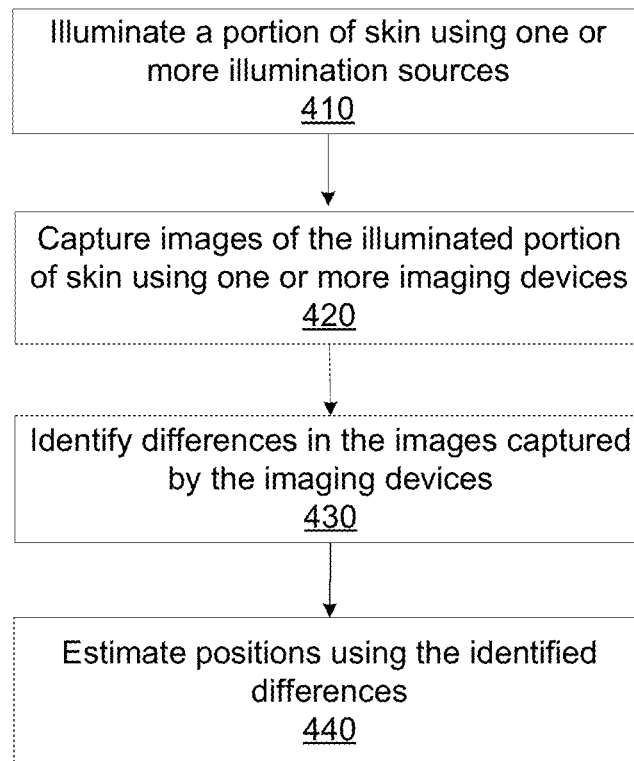 Illuminate a portion of skin using one or
more illumination sources
410
Capture images of the illuminated portion
of skin using one or more imaging devices
420
Identify differences in the images captured
by the imaging devices
430
Estimate positions using the identified
differences
440